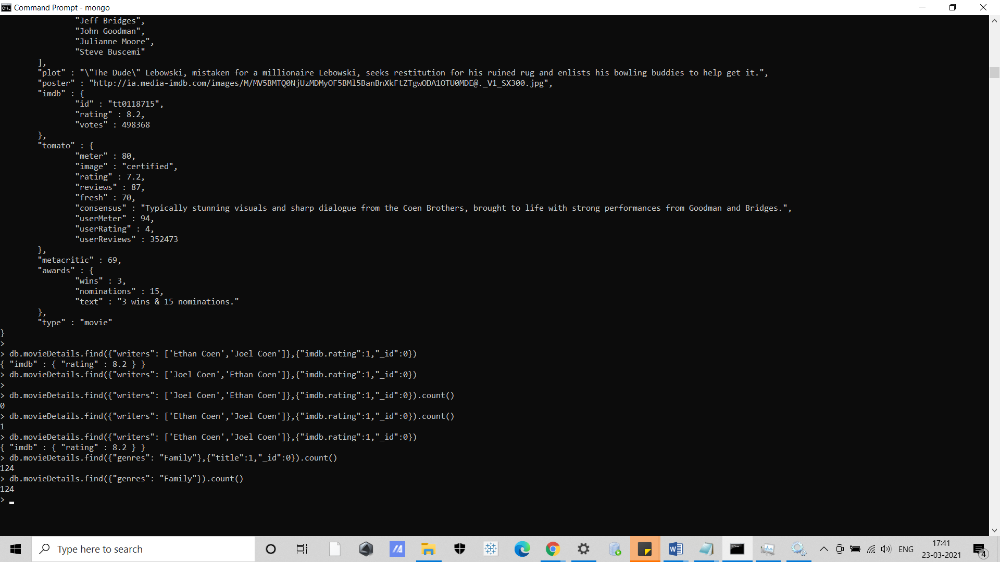 Command Prompt - mongo
"Jeff Bridges",
"John Goodman",
"Julianne Moore",
"Steve Buscemi"
],
"plot" : "\"The Dude\" Lebowski, mistaken for a millionaire Lebowski, seeks restitution for his ruined rug and enlists his bowling buddies to help get it.",
"poster" : "http://ia.media-imdb.com/images/M/MV5BMTQ0NjUzMDMyOF5BMl5BanBnXkFtZTgwODA1OTU0MDE@._V1_SX300.jpg",
"imdb" : {
"id" : "tt0118715",
"rating" : 8.2,
"votes" : 498368
},
"tomato" : {
"meter" : 80,
"image" : "certified",
"rating" : 7.2,
"reviews" : 87,
"fresh" : 70,
"consensus" : "Typically stunning visuals and sharp dialogue from the Coen Brothers, brought to life with strong performances from Goodman and Bridges.",
"userMeter" : 94,
"userRating" : 4,
"userReviews" : 352473
},
"metacritic" : 69,
"awards" : {
"wins" : 3,
"nominations" : 15,
"text" : "3 wins & 15 nominations."
},
"type" : "movie"
}
>
> db.movieDetails.find({"writers": ['Ethan Coen','Joel Coen']},{"imdb.rating":1,"_id":0})
{ "imdb" : { "rating" : 8.2 } }
> db.movieDetails.find({"writers": ['Joel Coen','Ethan Coen']},{"imdb.rating":1,"_id":0})
>
> db.movieDetails.find({"writers": ['Joel Coen','Ethan Coen']},{"imdb.rating":1,"_id":0}).count()
0
> db.movieDetails.find({"writers": ['Ethan Coen','Joel Coen']},{"imdb.rating":1,"_id":0}).count()
1
> db.movieDetails.find({"writers": ['Ethan Coen','Joel Coen']},{"imdb.rating":1,"_id":0})
{ "imdb" : { "rating" : 8.2 } }
> db.movieDetails.find({"genres": "Family"},{"title":1,"_id":0}).count()
124
> db.movieDetails.find({"genres": "Family"}).count()
124
>
Type here to search
ENG
17:41
23-03-2021
4